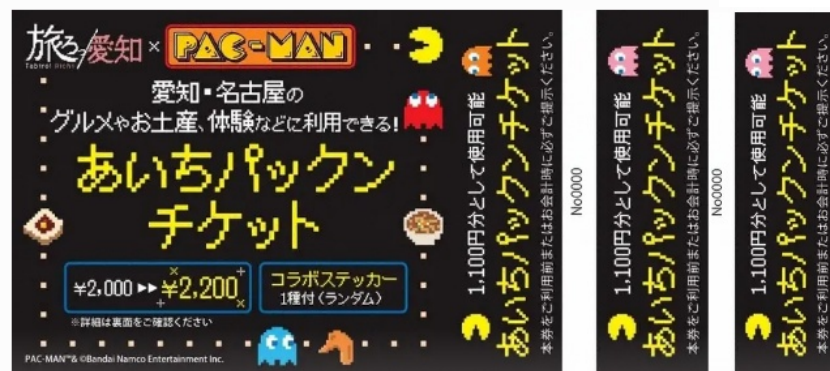 旅ろっ/愛知 × PAC-MAN
Tabiro! Aichi
愛知・名古屋の
グルメやお土産、体験などに利用できる!
あいちパックン
チケット
¥2,000 ▸▸ ¥2,200
コラボステッカー
1種付〈ランダム〉
※詳細は裏面をご確認ください
PAC-MAN™& ©Bandai Namco Entertainment Inc.
1,100円分として使用可能
あいちパックンチケット
本券をご利用前またはお会計時に必ずご提示ください。
No0000
1,100円分として使用可能
あいちパックンチケット
本券をご利用前またはお会計時に必ずご提示ください。
No0000
1,100円分として使用可能
あいちパックンチケット
本券をご利用前またはお会計時に必ずご提示ください。